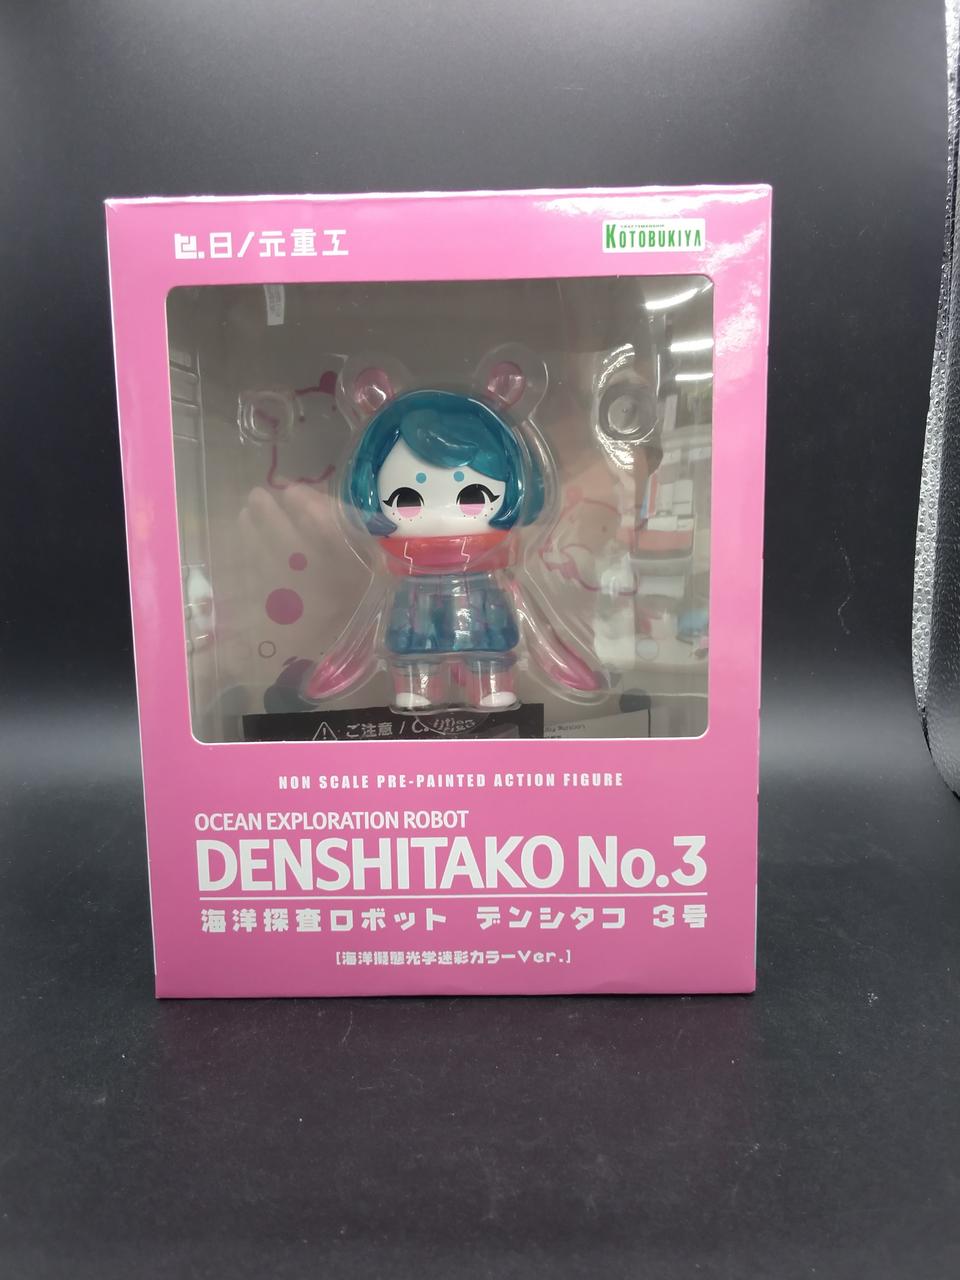 日ノ元重工
CRAFTSMANSHIP
KOTOBUKIYA
ご注意 /
NON SCALE PRE-PAINTED ACTION FIGURE
OCEAN EXPLORATION ROBOT
DENSHITAKO No.3
海洋探査ロボット デンシタコ 3号
[海洋擬態光学迷彩カラーVer.]